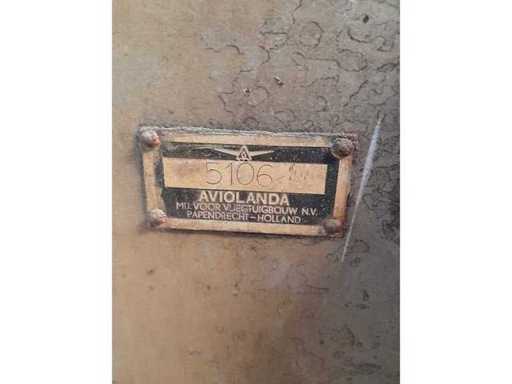 5106
AVIOLANDA
MIJ. VOOR VLIEGTUIGBOUW N.V.
PAPENDRECHT-HOLLAND